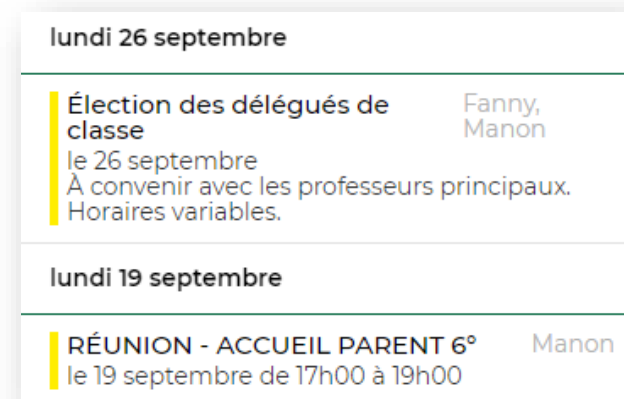 lundi 26 septembre
Élection des délégués de Fanny,
classe Manon
le 26 septembre
À convenir avec les professeurs principaux.
Horaires variables.
lundi 19 septembre
RÉUNION - ACCUEIL PARENT 6° Manon
le 19 septembre de 17h00 à 19h00